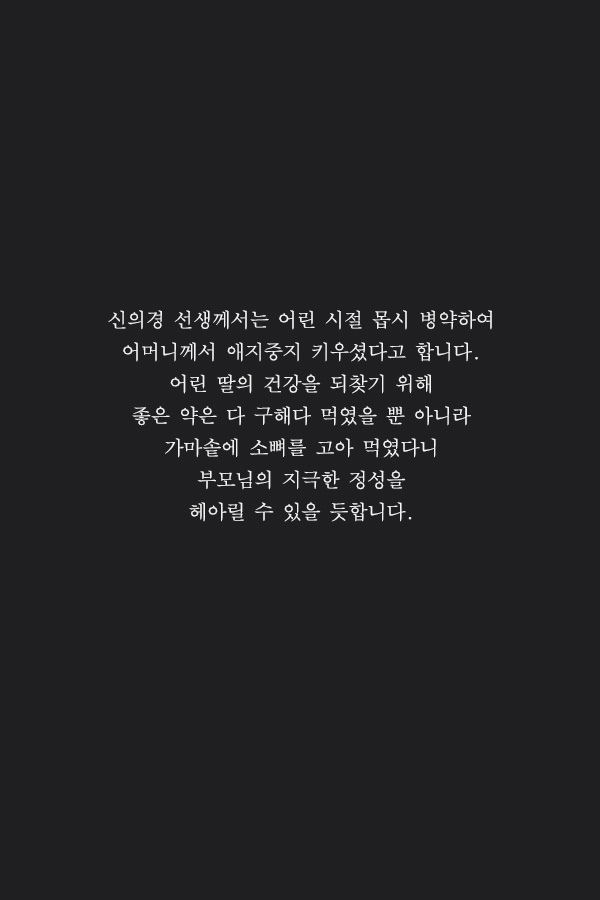 신의경 선생께서는 어린 시절 몹시 병약하여
어머니께서 애지중지 키우셨다고 합니다.
어린 딸의 건강을 되찾기 위해
좋은 약은 다 구해다 먹였을 뿐 아니라
가마솥에 소뼈를 고아 먹였다니
부모님의 지극한 정성을
헤아릴 수 있을 듯합니다.